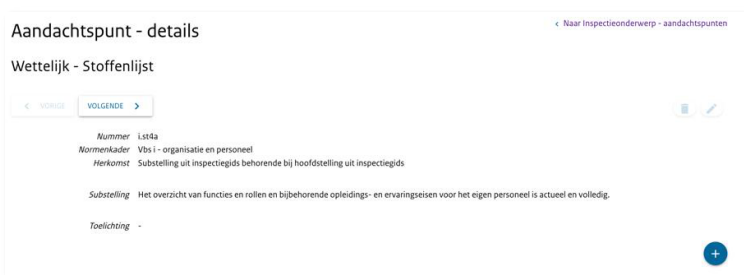 Aandachtspunt - details
‹ Naar Inspectieonderwerp - aandachtspunten
Wettelijk - Stoffenlijst
‹ VORIGE VOLGENDE ›
Nummer i.st4a
Normenkader Vbs i - organisatie en personeel
Herkomst Substelling uit inspectiegids behorende bij hoofdstelling uit inspectiegids
Substelling Het overzicht van functies en rollen en bijbehorende opleidings- en ervaringseisen voor het eigen personeel is actueel en volledig.
Toelichting -
+